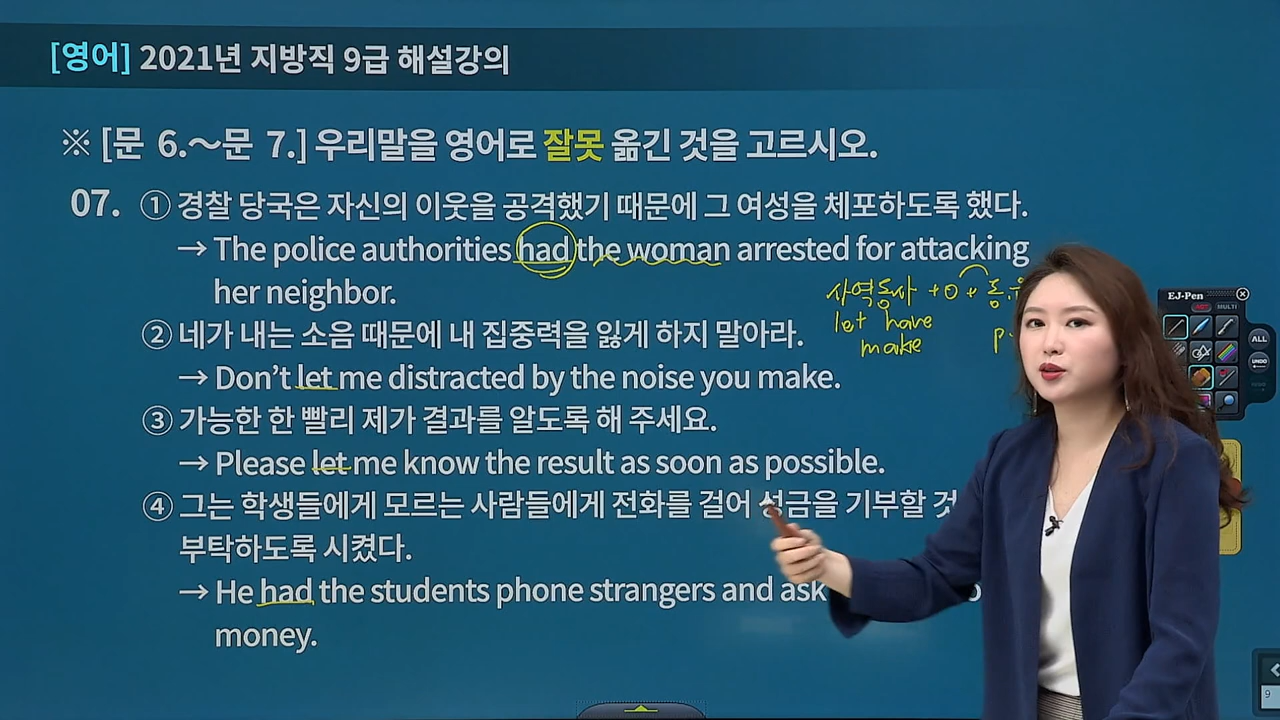 [영어] 2021년 지방직 9급 해설강의
※ [문 6.～문 7.] 우리말을 영어로 잘못 옮긴 것을 고르시오.
07. ① 경찰 당국은 자신의 이웃을 공격했기 때문에 그 여성을 체포하도록 했다.
→ The police authorities had the woman arrested for attacking
her neighbor.
사역동사 + O + 동
let have
make
p
② 네가 내는 소음 때문에 내 집중력을 잃게 하지 말아라.
→ Don't let me distracted by the noise you make.
③ 가능한 한 빨리 제가 결과를 알도록 해 주세요.
→ Please let me know the result as soon as possible.
④ 그는 학생들에게 모르는 사람들에게 전화를 걸어 성금을 기부할 것
부탁하도록 시켰다.
→ He had the students phone strangers and ask
money.
EJ-Pen
MULTI
ALL
UNDO
9